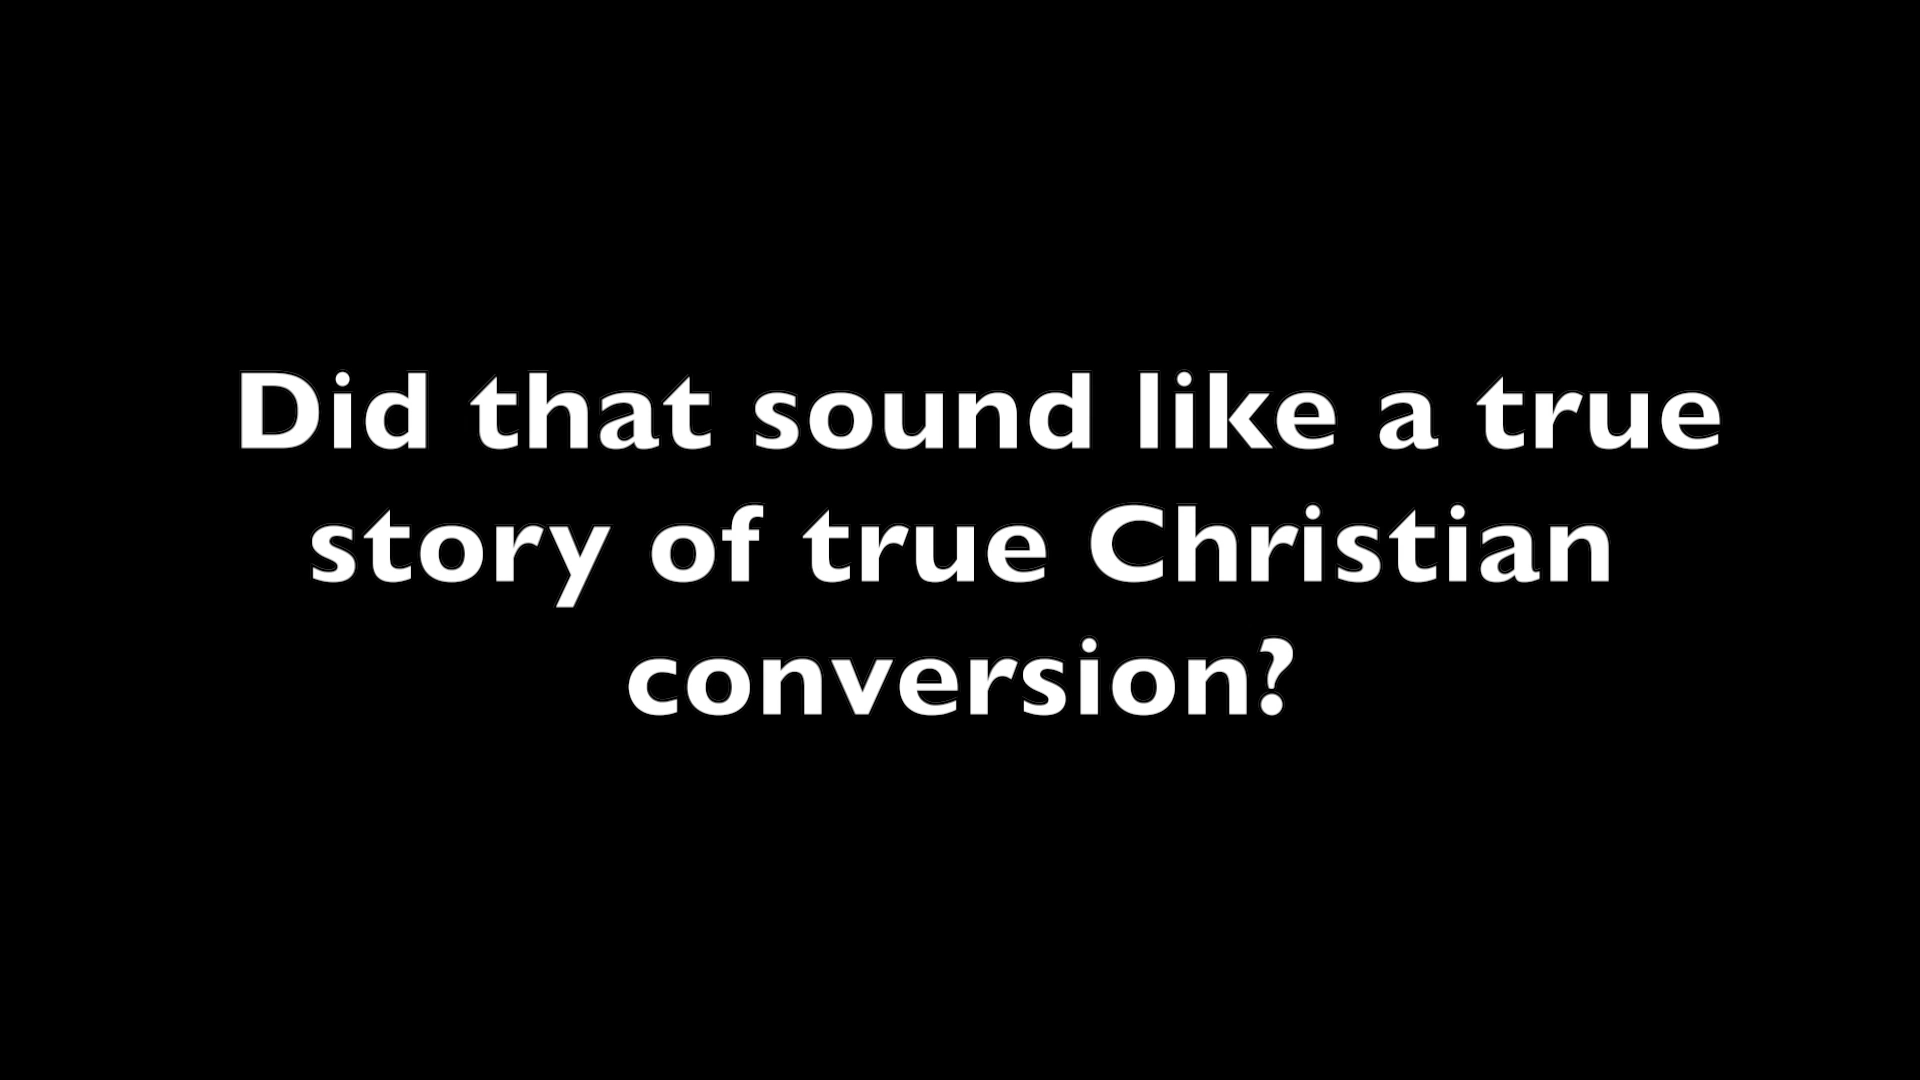 Did that sound like a true
story of true Christian
conversion?